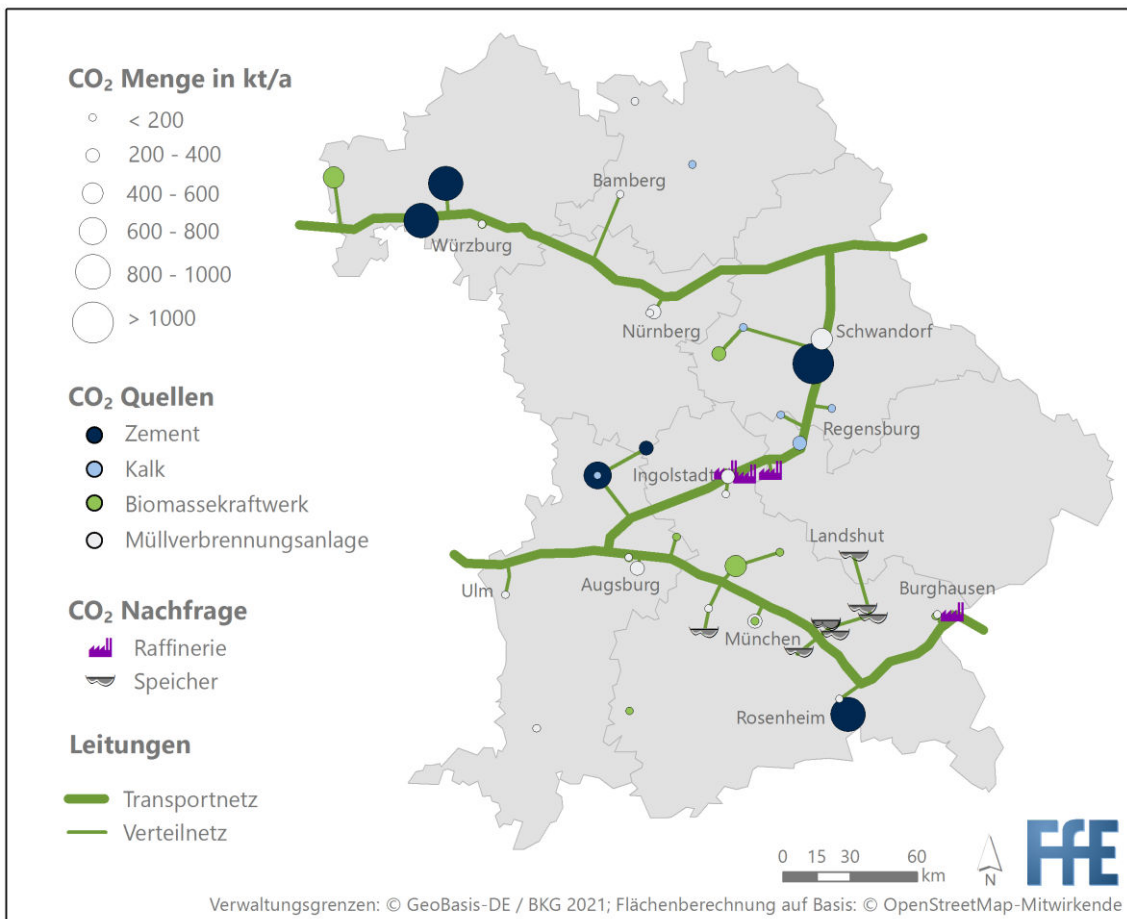 CO₂ Menge in kt/a
< 200
200 - 400
400 - 600
600 - 800
800 - 1000
> 1000
CO₂ Quellen
Zement
Kalk
Biomassekraftwerk
Müllverbrennungsanlage
CO₂ Nachfrage
Raffinerie
Speicher
Leitungen
Transportnetz
Verteilnetz
Bamberg
Würzburg
Nürnberg
Schwandorf
Regensburg
Ingolstadt
Landshut
Ulm
Augsburg
Burghausen
München
Rosenheim
0 15 30 60
km
N
FfE
Verwaltungsgrenzen: © GeoBasis-DE / BKG 2021; Flächenberechnung auf Basis: © OpenStreetMap-Mitwirkende